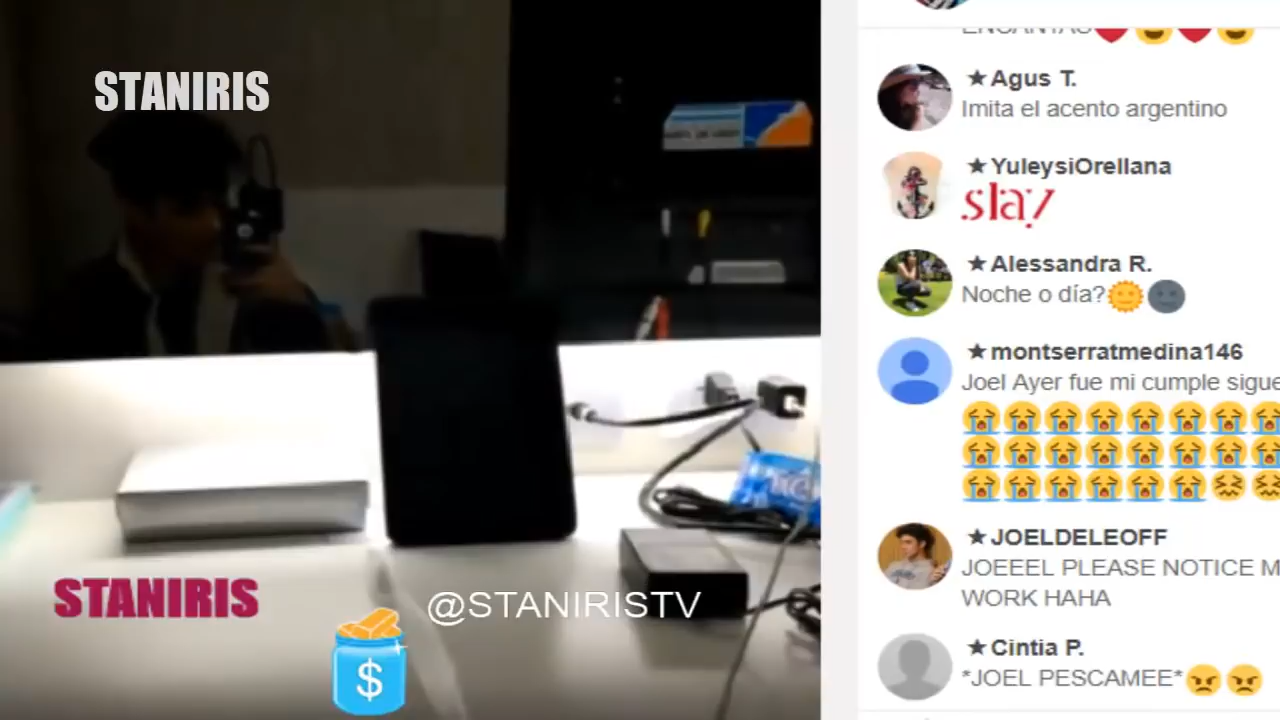 STANIRIS
STANIRIS
@STANIRISTV
$
★Agus T.
Imita el acento argentino
★YuleysiOrellana
slay
★Alessandra R.
Noche o día?
★montserratmedina146
Joel Ayer fue mi cumple sigue
★JOELDELEOFF
JOEEEL PLEASE NOTICE M
WORK HAHA
★Cintia P.
*JOEL PESCAMEE*